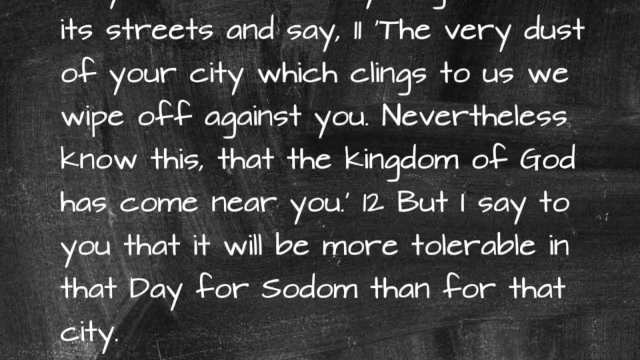 its streets and say, 11 'The very dust
of your city which clings to us we
wipe off against you. Nevertheless
know this, that the kingdom of God
has come near you.' 12 But I say to
you that it will be more tolerable in
that Day for Sodom than for that
city.